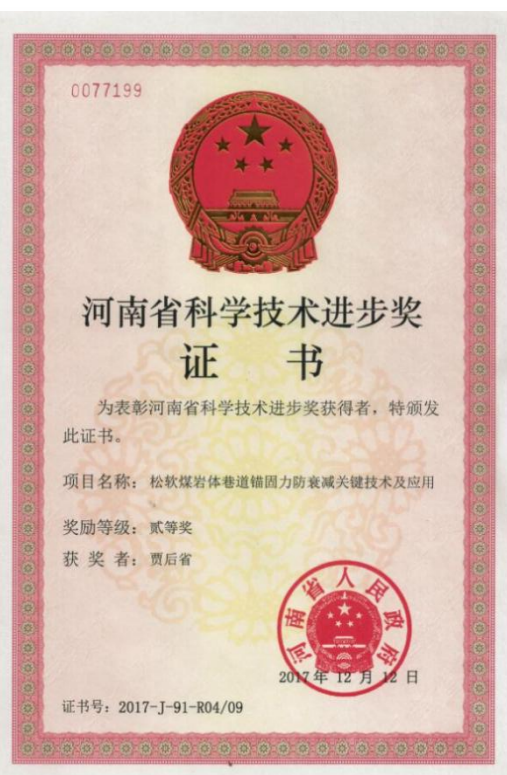 0077199
河南省科学技术进步奖
证 书
为表彰河南省科学技术进步奖获得者，特颁发
此证书。
项目名称：松软煤岩体巷道锚固力防衰减关键技术及应用
奖励等级：贰等奖
获 奖 者：贾后省
河南省人民政府
2017年 12 月 12 日
证书号：2017-J-91-R04/09